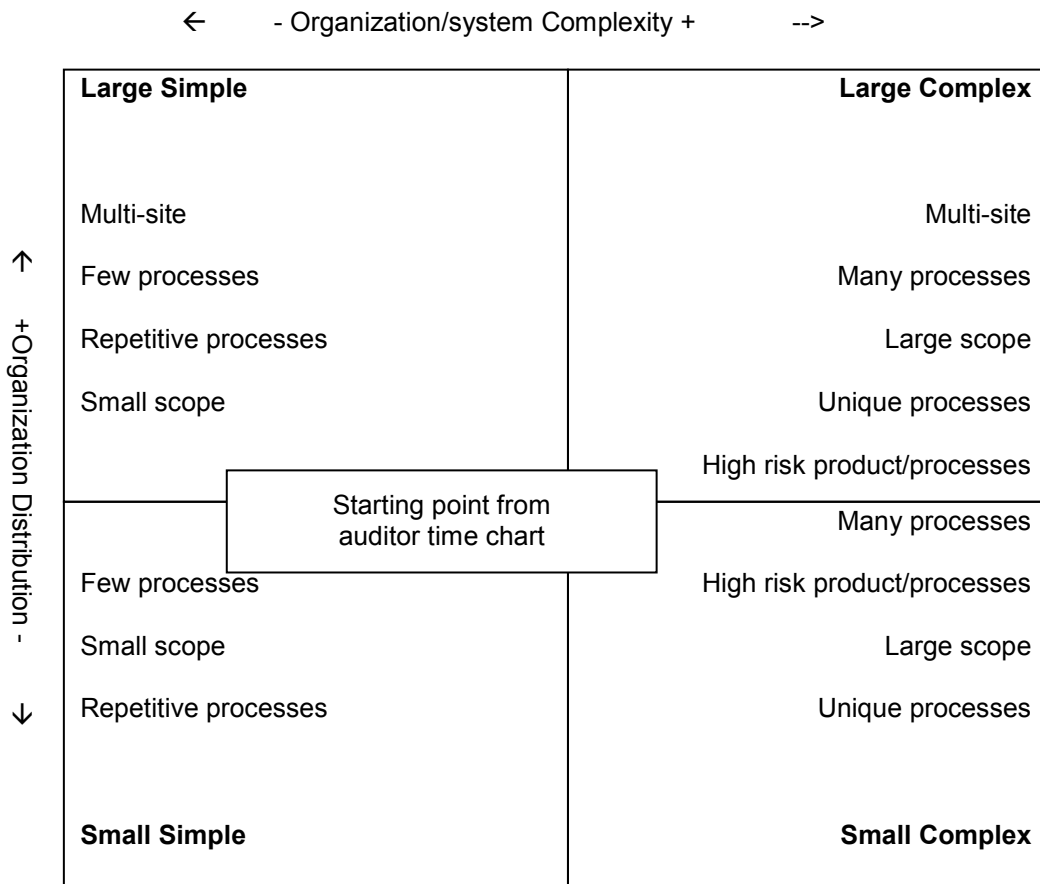 ← - Organization/system Complexity + -->
Large Simple
Large Complex
Multi-site
Multi-site
Few processes
Many processes
Repetitive processes
Large scope
Small scope
Unique processes
High risk product/processes
← +Organization Distribution - →
Starting point from
auditor time chart
Many processes
Few processes
High risk product/processes
Small scope
Large scope
Repetitive processes
Unique processes
Small Simple
Small Complex